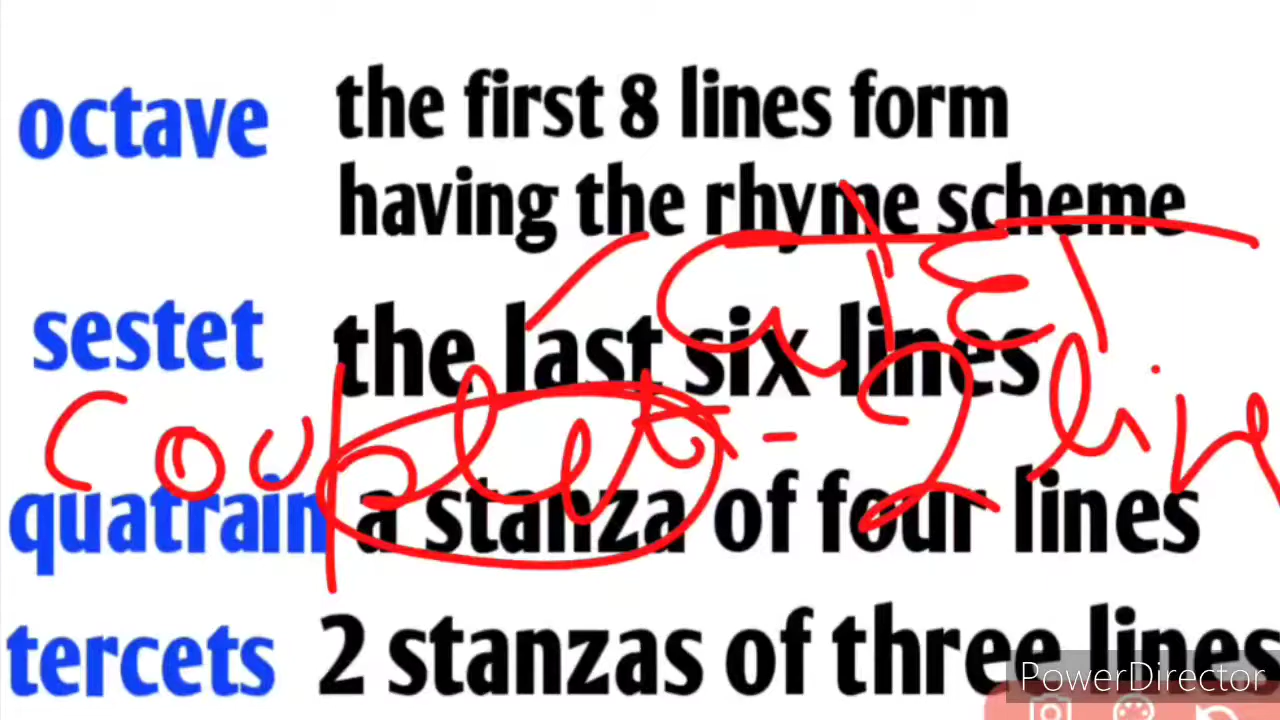 octave the first 8 lines form
having the rhyme scheme
sestet the last six lines
Couplet - 2 line
quatrain a stanza of four lines
tercets 2 stanzas of three lines
PowerDirector